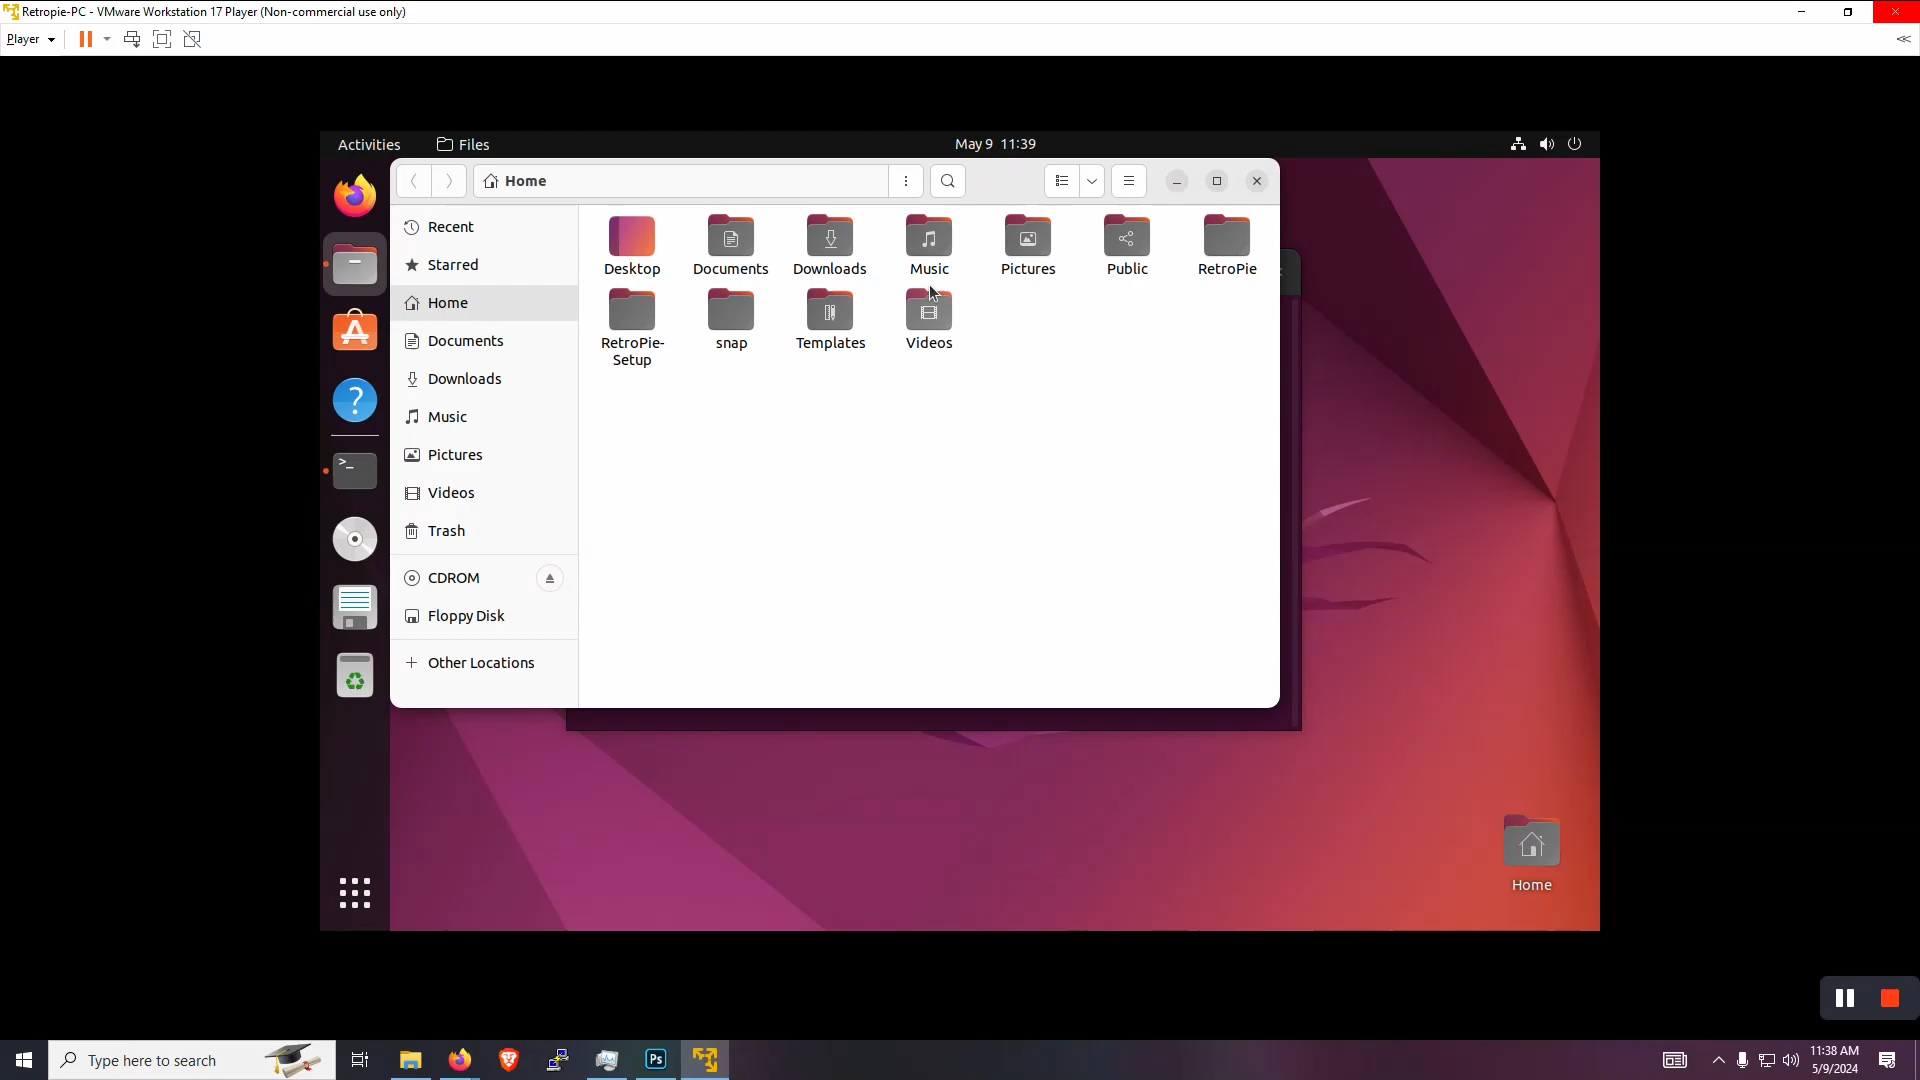 Retropie-PC - VMware Workstation 17 Player (Non-commercial use only)
Player
Activities
Files
May 9 11:39
Home
Recent
Starred
Home
Documents
Downloads
Music
Pictures
Videos
Trash
CDROM
Floppy Disk
Other Locations
Desktop
Documents
Downloads
Music
Pictures
Public
RetroPie
RetroPie-
Setup
snap
Templates
Videos
Home
Type here to search
Ps
11:38 AM
5/9/2024